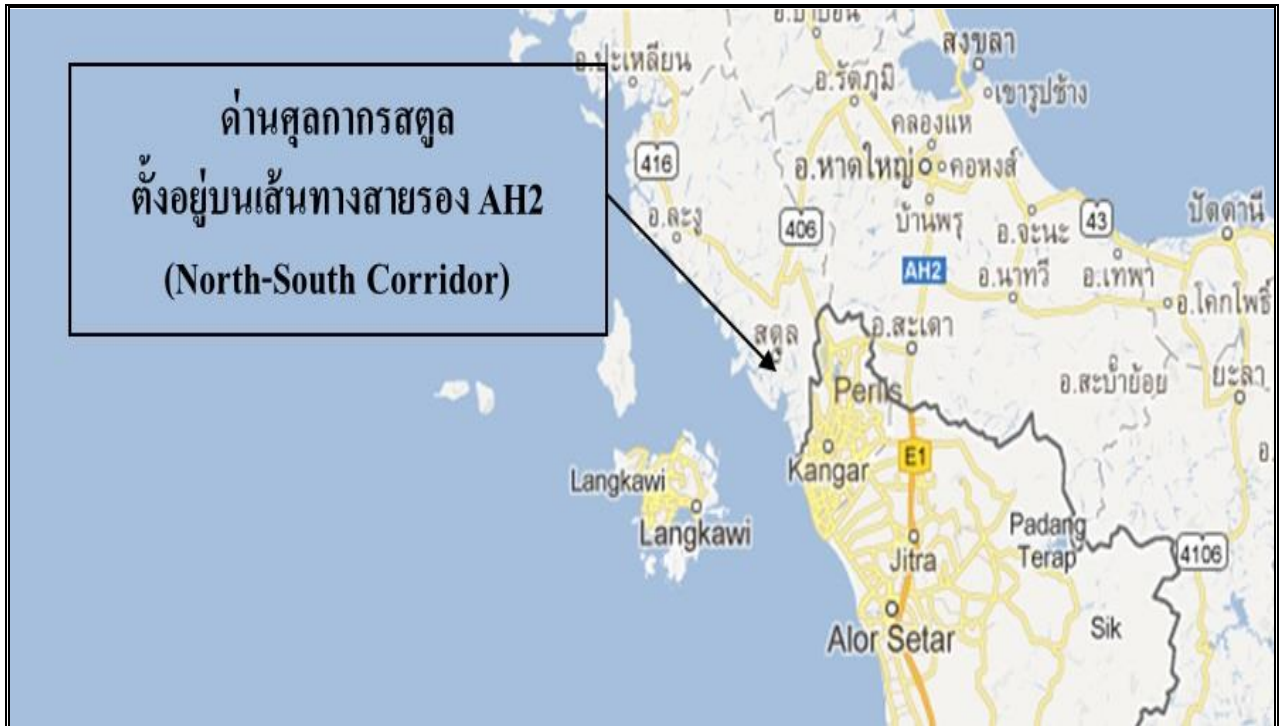 ด่านศุลกากรสตูล
ตั้งอยู่บนเส้นทางสายรอง AH2
(North-South Corridor)
สงขลา
อ.ปะเหลียน
อ.รัตภูมิ
เขารูปช้าง
คลองแห
416
อ.หาดใหญ่
คอหงส์
อ.ละงู
406
บ้านพรุ
อ.จะนะ
43
ปัตตานี
AH2
อ.นาทวี
อ.เทพา
อ.โคกโพธิ์
สตูล
อ.สะเดา
อ.สะบ้าย้อย
ยะลา
Perlis
Kangar
E1
Langkawi
Langkawi
Jitra
Padang
Terap
4106
Alor Setar
Sik